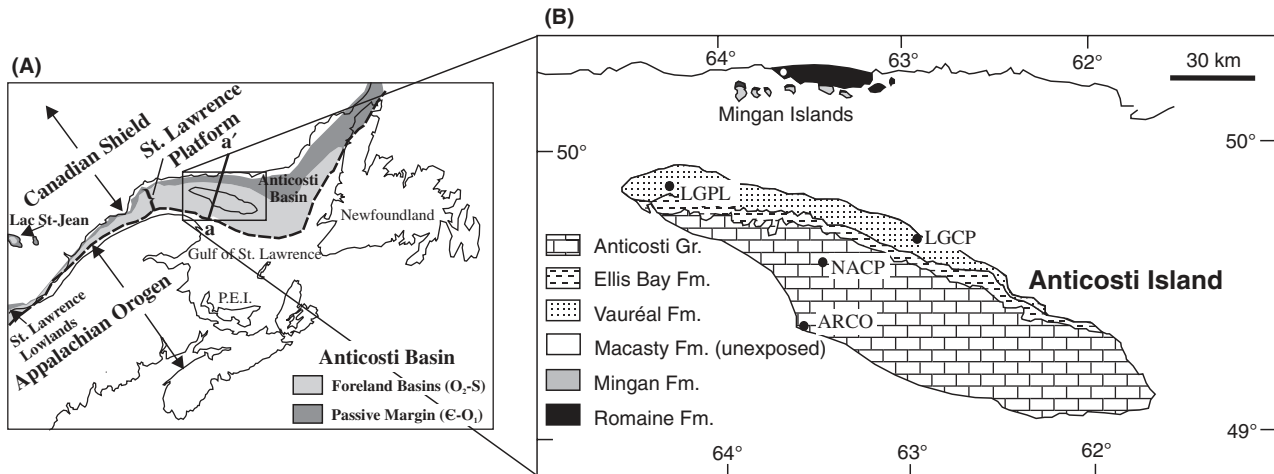 (A)
Canadian Shield
St. Lawrence
Platform
a′
Anticosti
Basin
Lac St-Jean
Newfoundland
a
Gulf of St. Lawrence
P.E.I.
St. Lawrence
Lowlands
Appalachian Orogen
Anticosti Basin
Foreland Basins (O₂-S)
Passive Margin (Є-O₁)
(B)
64°
63°
62°
30 km
Mingan Islands
50°
50°
LGPL
LGCP
NACP
ARCO
Anticosti Island
Anticosti Gr.
Ellis Bay Fm.
Vauréal Fm.
Macasty Fm. (unexposed)
Mingan Fm.
Romaine Fm.
49°
64°
63°
62°